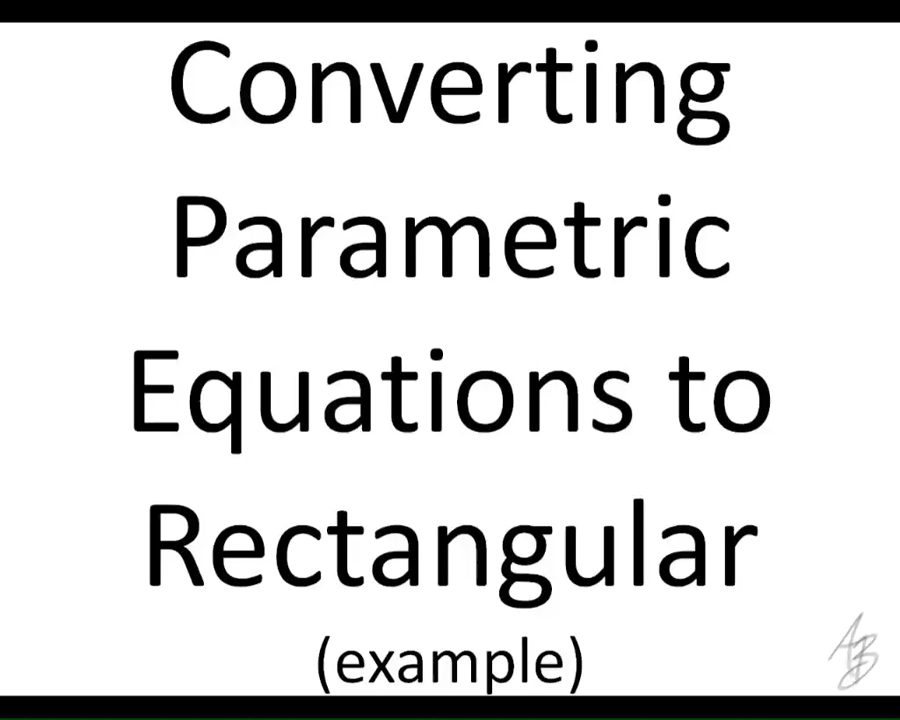 Converting
Parametric
Equations to
Rectangular
(example)